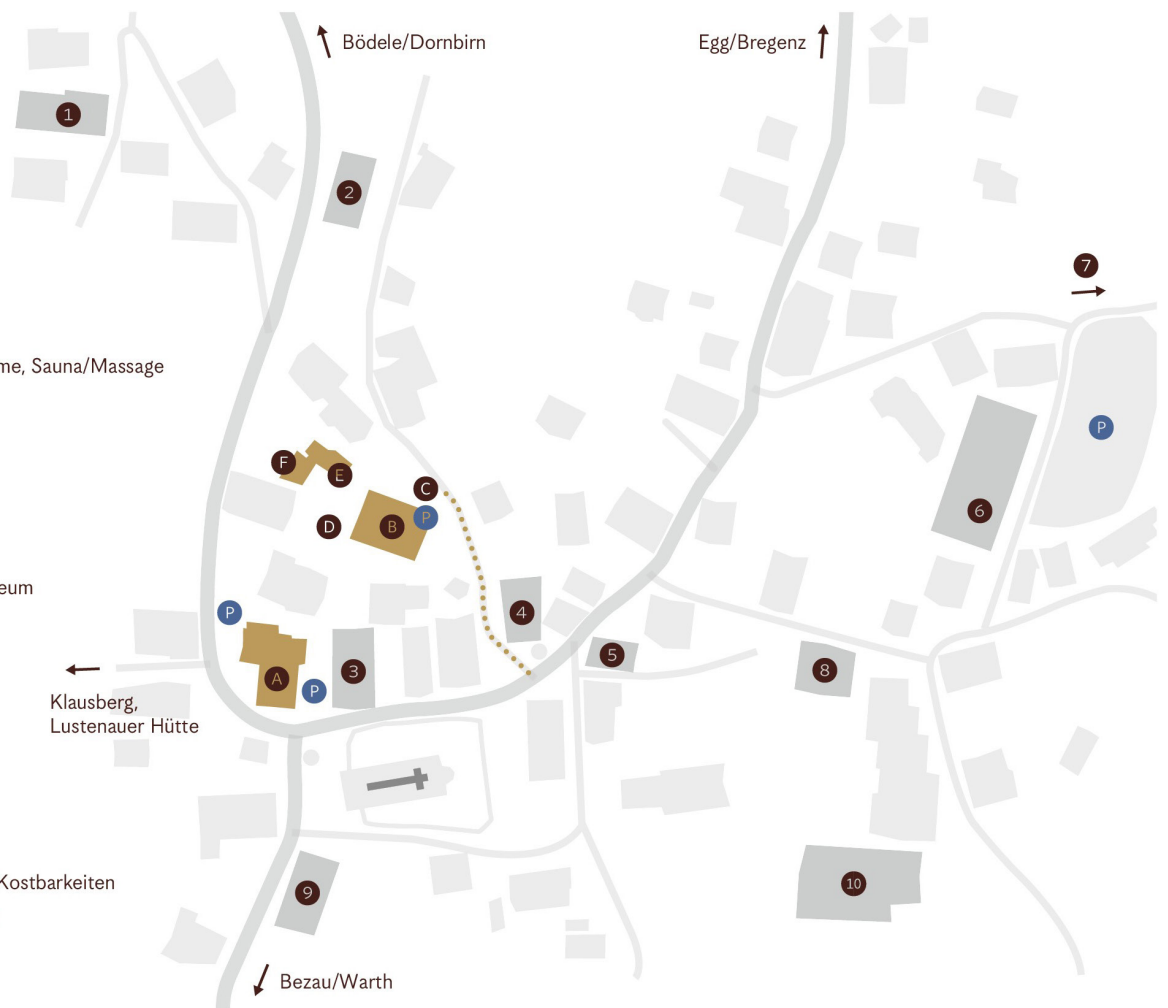 Bödele/Dornbirn
Egg/Bregenz
1
2
7
me, Sauna/Massage
P
F
E
C
P
D
B
6
eum
P
4
3
5
8
A
P
Klausberg,
Lustenauer Hütte
Kostbarkeiten
9
10
Bezau/Warth